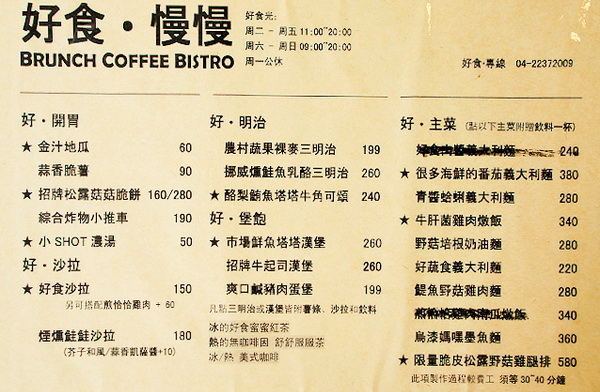 好食・慢慢
BRUNCH COFFEE BISTRO
好食光:
周二 - 周五 11:00~20:00
周六 - 周日 09:00~20:00
周一公休
好食・專線 04-22372009
好・開胃
★ 金汁地瓜 60
蒜香脆薯 90
★ 招牌松露菇菇脆餅 160/280
綜合炸物小推車 190
★ 小 SHOT 濃湯 50
好・沙拉
★ 好食沙拉 150
另可搭配煎恰恰雞肉 + 60
煙燻鮭鮭沙拉 180
(芥子和風/蒜香凱薩醬+10)
好・明治
農村蔬果裸麥三明治 199
挪威燻鮭魚乳酪三明治 260
★ 酪梨鮪魚塔塔牛角可頌 240
好・堡飽
★ 市場鮮魚塔塔漢堡 260
招牌牛起司漢堡 260
爽口鹹豬肉蛋堡 199
凡點三明治或漢堡皆附薯條、沙拉和飲料
冰的好食蜜蜜紅茶
熱的無咖啡因 舒舒服服茶
冰/熱 美式咖啡
好・主菜 (點以下主菜附贈飲料一杯)
義大利麵 240
★ 很多海鮮的番茄義大利麵 380
青醬蛤蜊義大利麵 280
★ 牛肝菌雞肉燉飯 340
野菇培根奶油麵 280
好蔬食義大利麵 220
鯷魚野菇雞肉麵 280
燉飯 340
烏漆媽嘿墨魚麵 360
★ 限量脆皮松露野菇雞腿排 580
此項製作過程較費工 須等 30-40 分鐘